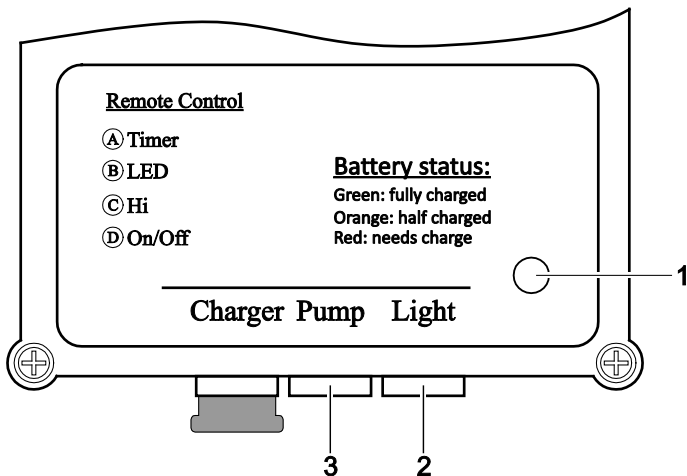 Remote Control
Ⓐ Timer
Ⓑ LED
Ⓒ Hi
Ⓓ On/Off
Battery status:
Green: fully charged
Orange: half charged
Red: needs charge
1
Charger Pump Light
3 2